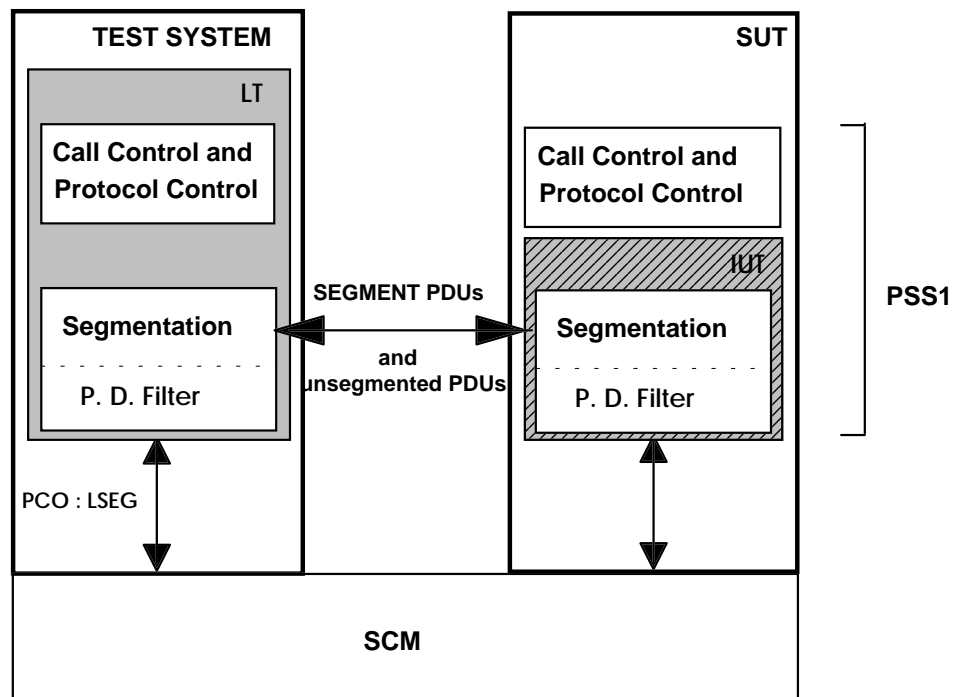 TEST SYSTEM
LT
Call Control and
Protocol Control
Segmentation
P. D. Filter
PCO : LSEG
SEGMENT PDUs
and
unsegmented PDUs
SUT
Call Control and
Protocol Control
IUT
Segmentation
P. D. Filter
PSS1
SCM